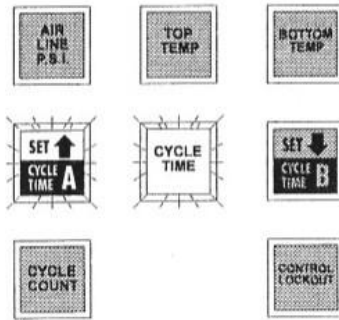 AIR
LINE
P.S.I.
TOP
TEMP
BOTTOM
TEMP
SET
CYCLE
TIME A
CYCLE
TIME
SET
CYCLE
TIME B
CYCLE
COUNT
CONTROL
LOCKOUT